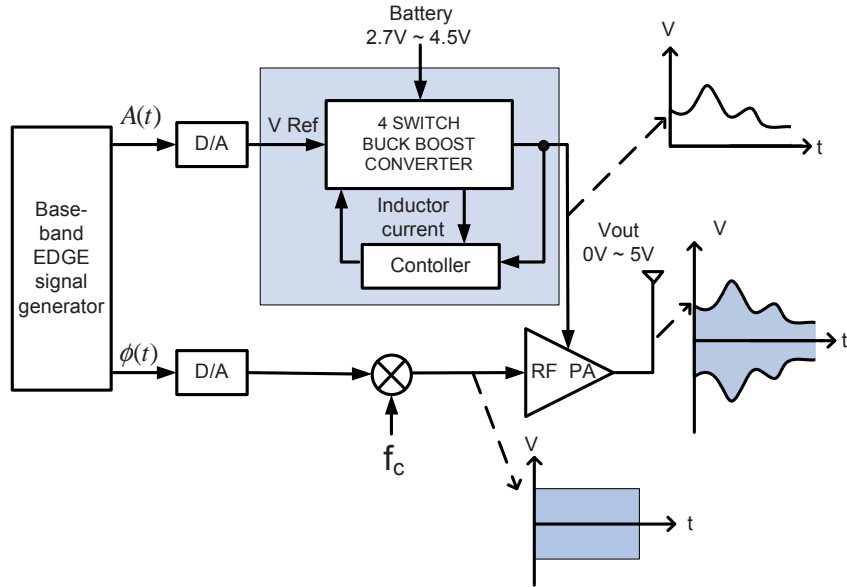 Battery
2.7V ~ 4.5V
V
t
A(t)
D/A
V Ref
4 SWITCH
BUCK BOOST
CONVERTER
Inductor
current
Contoller
Base-
band
EDGE
signal
generator
Vout
0V ~ 5V
V
t
ϕ(t)
D/A
RF PA
fc
V
t